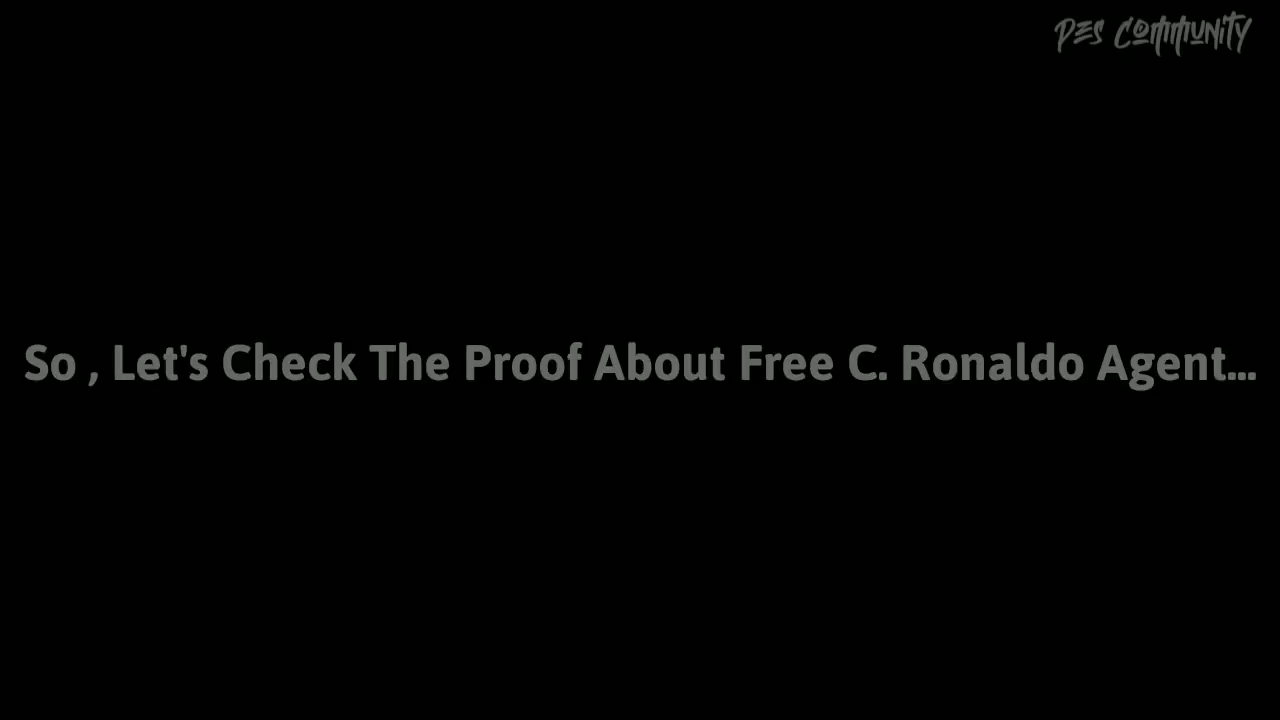 PES COMMUNITY
So , Let's Check The Proof About Free C. Ronaldo Agent...